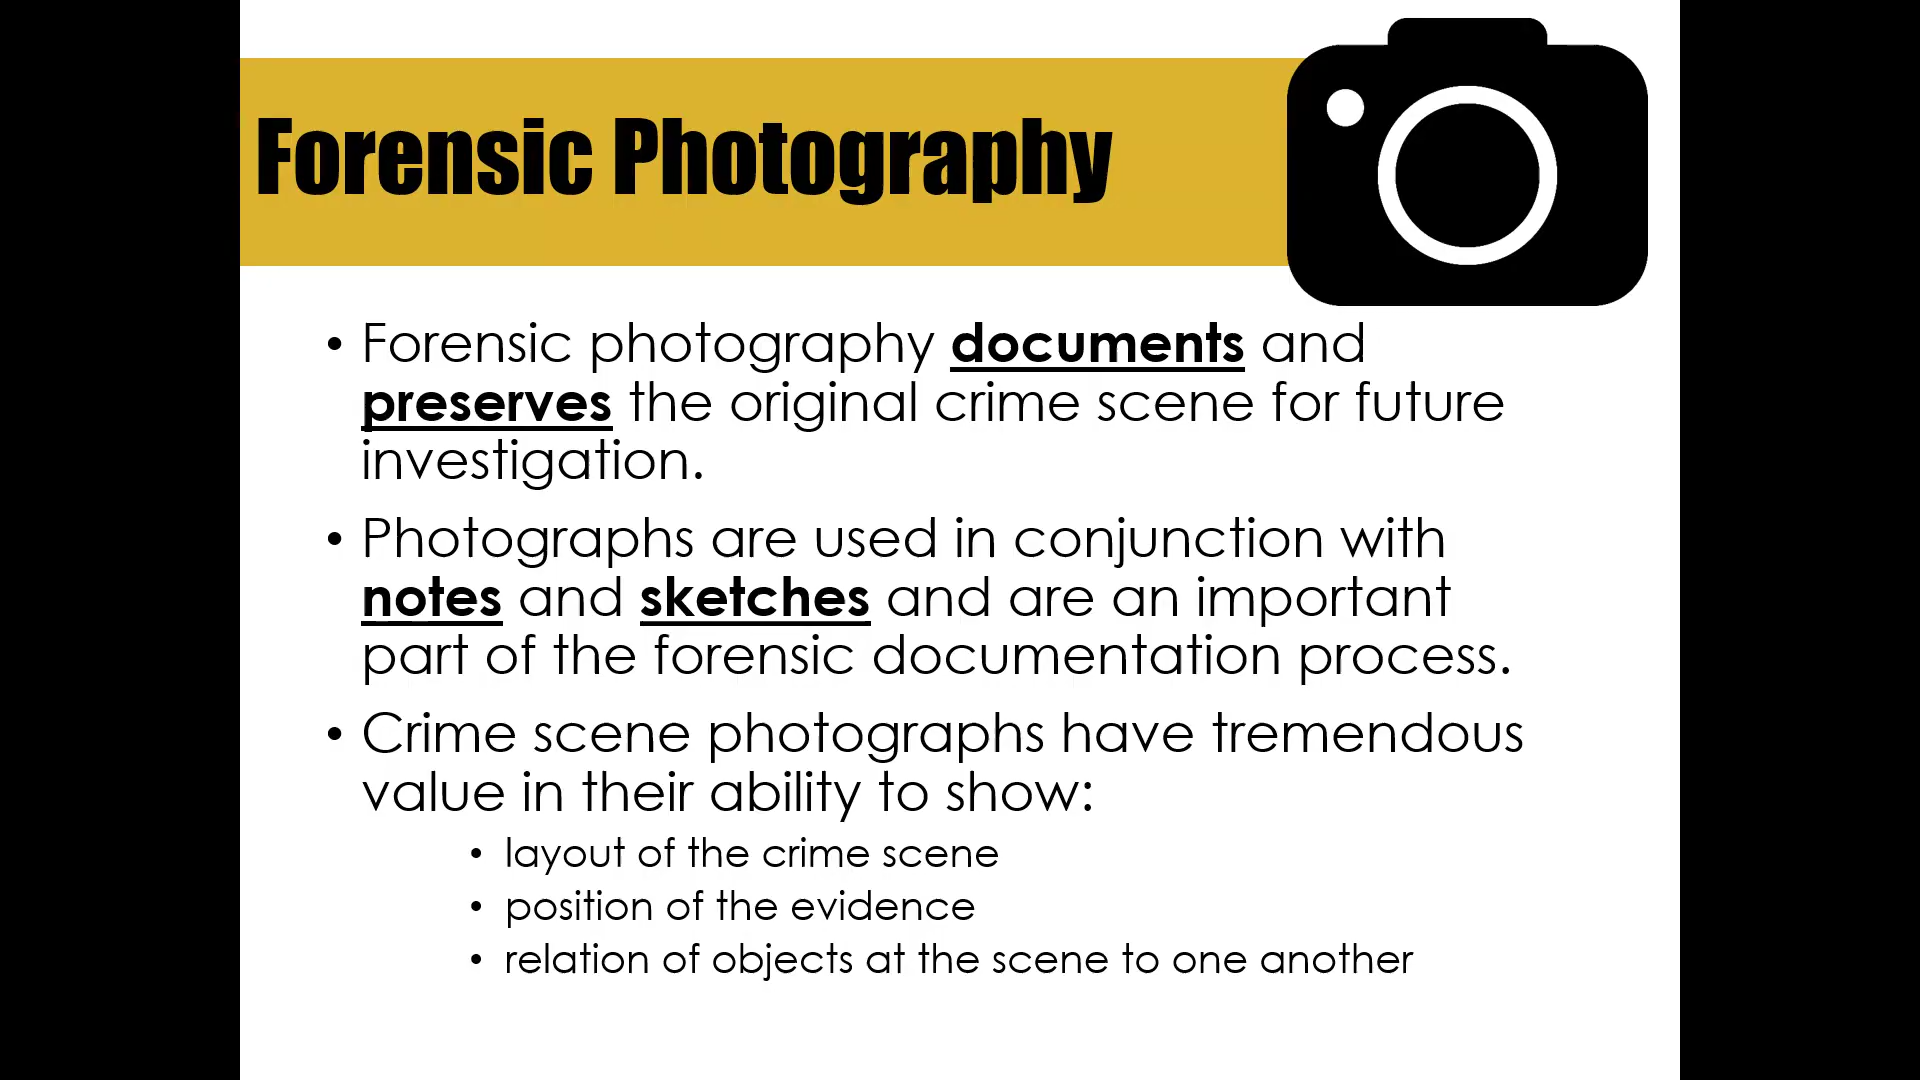 Forensic Photography
• Forensic photography documents and
preserves the original crime scene for future
investigation.
• Photographs are used in conjunction with
notes and sketches and are an important
part of the forensic documentation process.
• Crime scene photographs have tremendous
value in their ability to show:
• layout of the crime scene
• position of the evidence
• relation of objects at the scene to one another